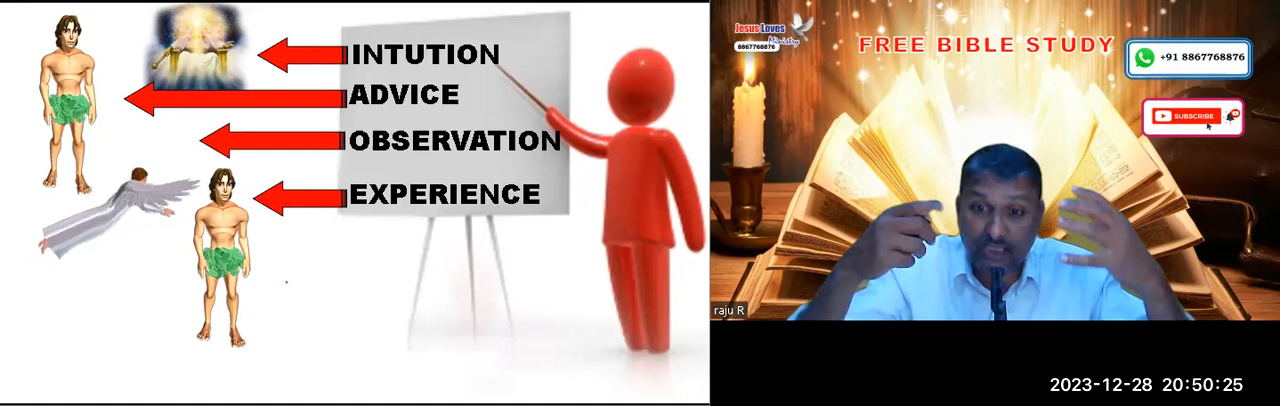 INTUTION
ADVICE
OBSERVATION
EXPERIENCE
Jesus Loves
Ministry
8867768876
FREE BIBLE STUDY
+91 8867768876
SUBSCRIBE
raju R
2023-12-28 20:50:25